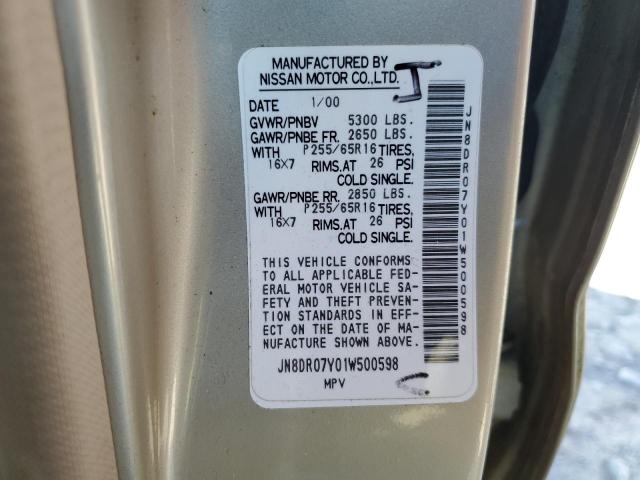 MANUFACTURED BY
NISSAN MOTOR CO.,LTD.
DATE 1/00
GVWR/PNBV 5300 LBS.
GAWR/PNBE FR. 2650 LBS.
WITH P255/65R16 TIRES,
16X7 RIMS.AT 26 PSI
COLD SINGLE.
GAWR/PNBE RR. 2850 LBS.
WITH P255/65R16 TIRES,
16X7 RIMS.AT 26 PSI
COLD SINGLE.
THIS VEHICLE CONFORMS
TO ALL APPLICABLE FED-
ERAL MOTOR VEHICLE SA-
FETY AND THEFT PREVEN-
TION STANDARDS IN EFF-
ECT ON THE DATE OF MA-
NUFACTURE SHOWN ABOVE.
JN8DR07Y01W500598
MPV
JN8DR07Y01W500598